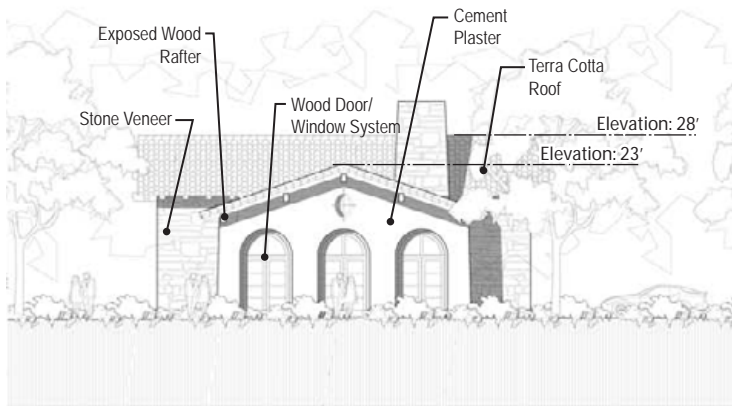 Cement
Plaster
Exposed Wood
Rafter
Terra Cotta
Roof
Wood Door/
Window System
Stone Veneer
Elevation: 28'
Elevation: 23'